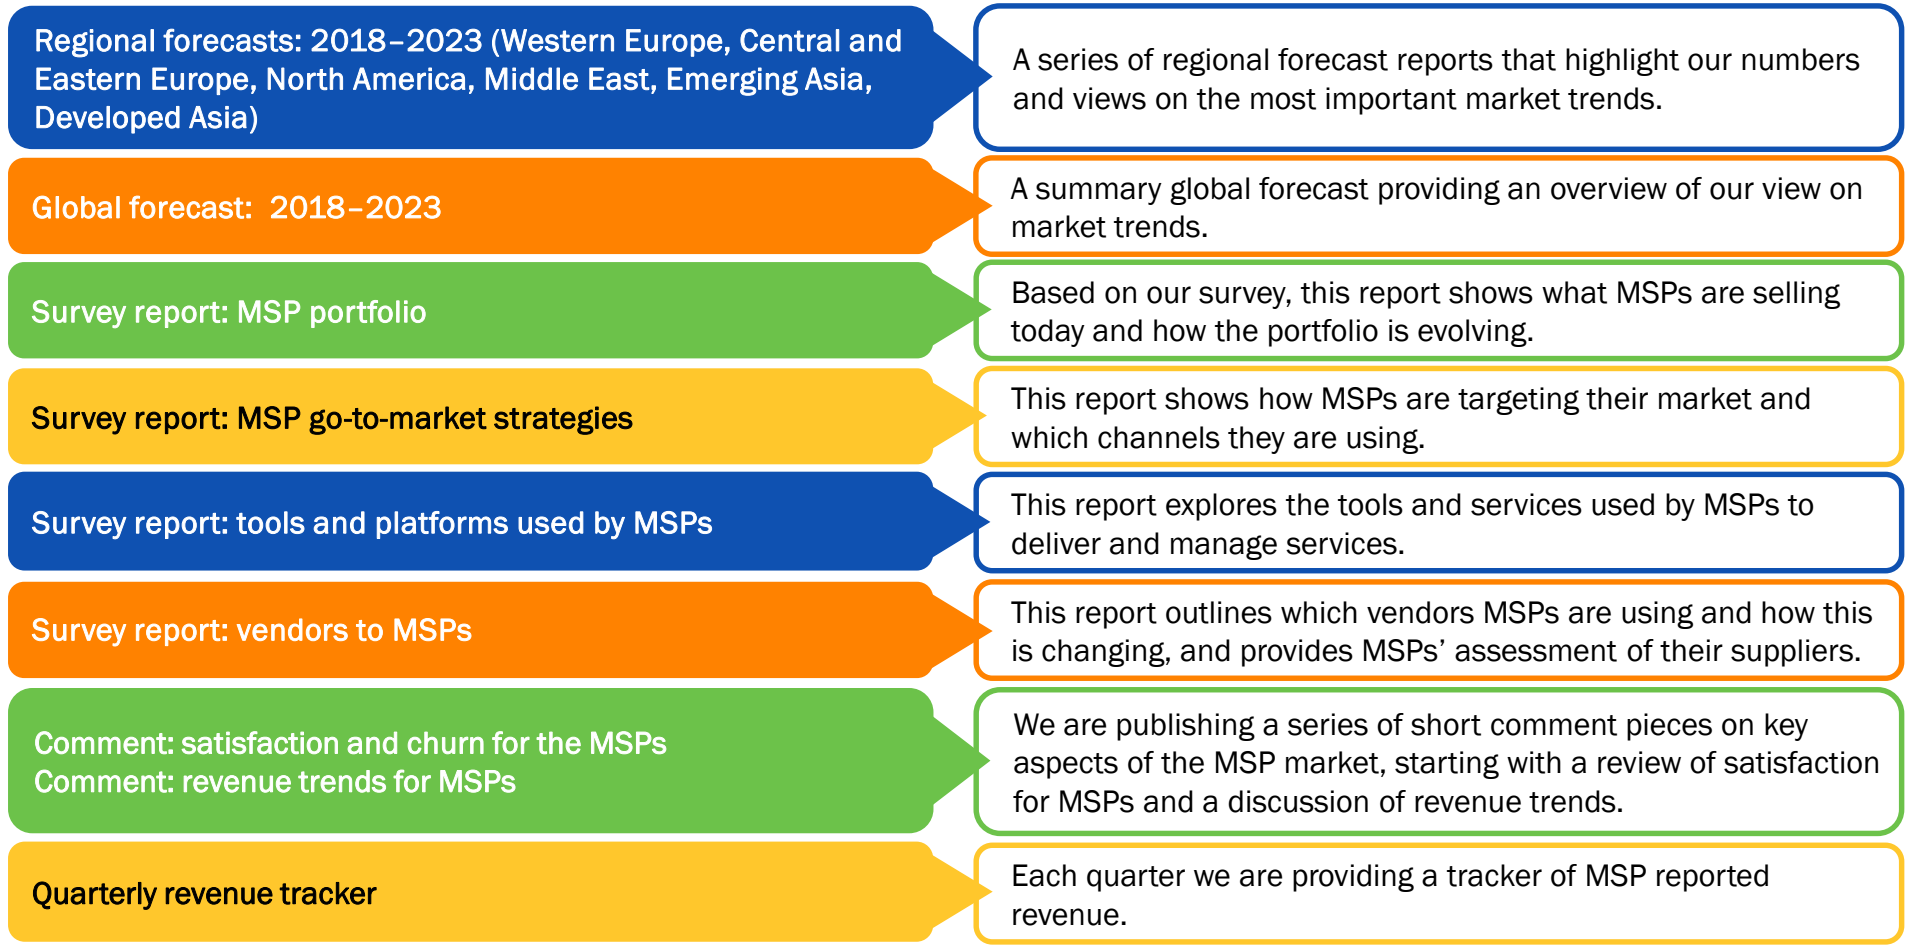 Regional forecasts: 2018–2023 (Western Europe, Central and
Eastern Europe, North America, Middle East, Emerging Asia,
Developed Asia)
A series of regional forecast reports that highlight our numbers
and views on the most important market trends.
Global forecast:  2018–2023
A summary global forecast providing an overview of our view on
market trends.
Survey report: MSP portfolio
Based on our survey, this report shows what MSPs are selling
today and how the portfolio is evolving.
Survey report: MSP go-to-market strategies
This report shows how MSPs are targeting their market and
which channels they are using.
Survey report: tools and platforms used by MSPs
This report explores the tools and services used by MSPs to
deliver and manage services.
Survey report: vendors to MSPs
This report outlines which vendors MSPs are using and how this
is changing, and provides MSPs’ assessment of their suppliers.
Comment: satisfaction and churn for the MSPs
Comment: revenue trends for MSPs
We are publishing a series of short comment pieces on key
aspects of the MSP market, starting with a review of satisfaction
for MSPs and a discussion of revenue trends.
Quarterly revenue tracker
Each quarter we are providing a tracker of MSP reported
revenue.